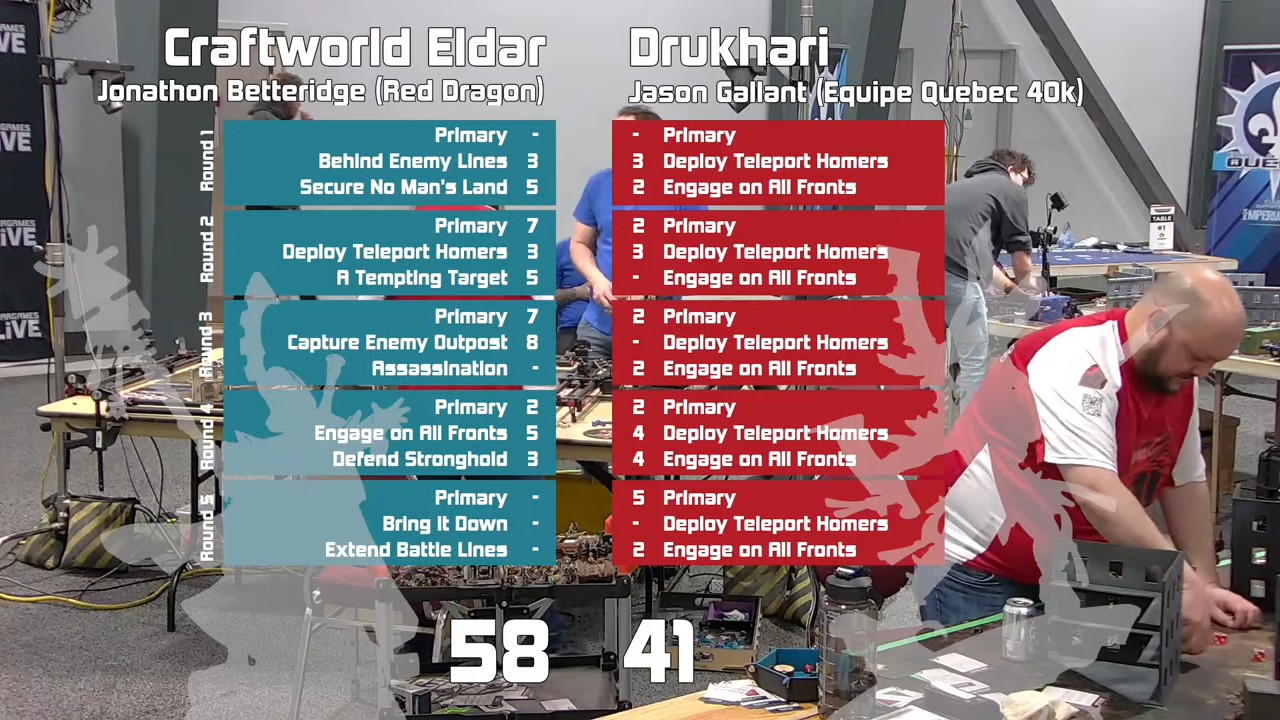 Craftworld Eldar
Jonathon Betteridge (Red Dragon)
Round 1
Primary -
Behind Enemy Lines 3
Secure No Man's Land 5
Round 2
Primary 7
Deploy Teleport Homers 3
A Tempting Target 5
Round 3
Primary 7
Capture Enemy Outpost 8
Assassination -
Round 4
Primary 2
Engage on All Fronts 5
Defend Stronghold 3
Round 5
Primary -
Bring it Down -
Extend Battle Lines -
58
Drukhari
Jason Gallant (Equipe Quebec 40k)
- Primary
3 Deploy Teleport Homers
2 Engage on All Fronts
2 Primary
3 Deploy Teleport Homers
- Engage on All Fronts
2 Primary
- Deploy Teleport Homers
2 Engage on All Fronts
2 Primary
4 Deploy Teleport Homers
4 Engage on All Fronts
5 Primary
- Deploy Teleport Homers
2 Engage on All Fronts
41
TABLE
#1